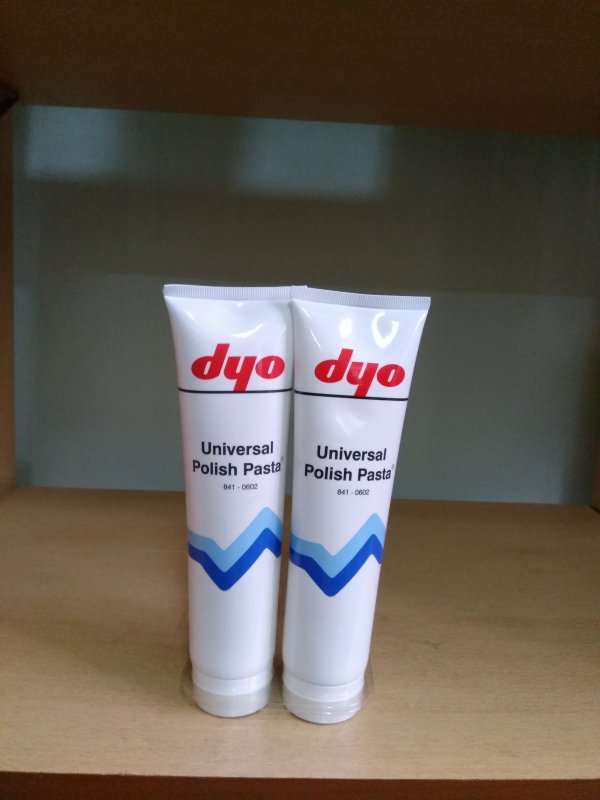 dyo
Universal
Polish Pasta®
841 - 0602
dyo
Universal
Polish Pasta®
841 - 0602